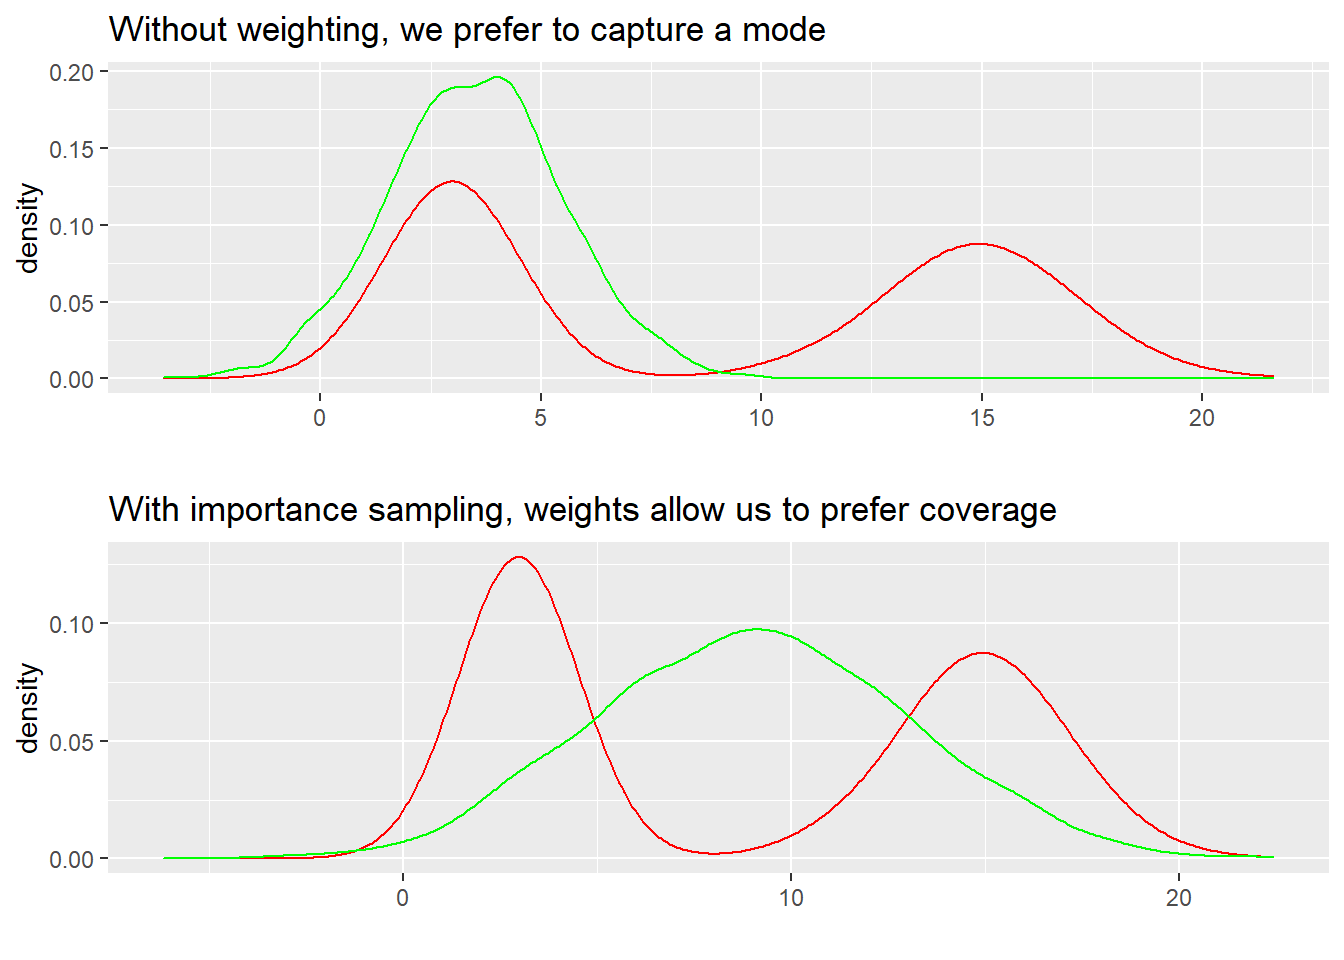 Without weighting, we prefer to capture a mode
0.20
0.15
0.10
0.05
0.00
density
0 5 10 15 20
With importance sampling, weights allow us to prefer coverage
0.10
0.05
0.00
density
0 10 20